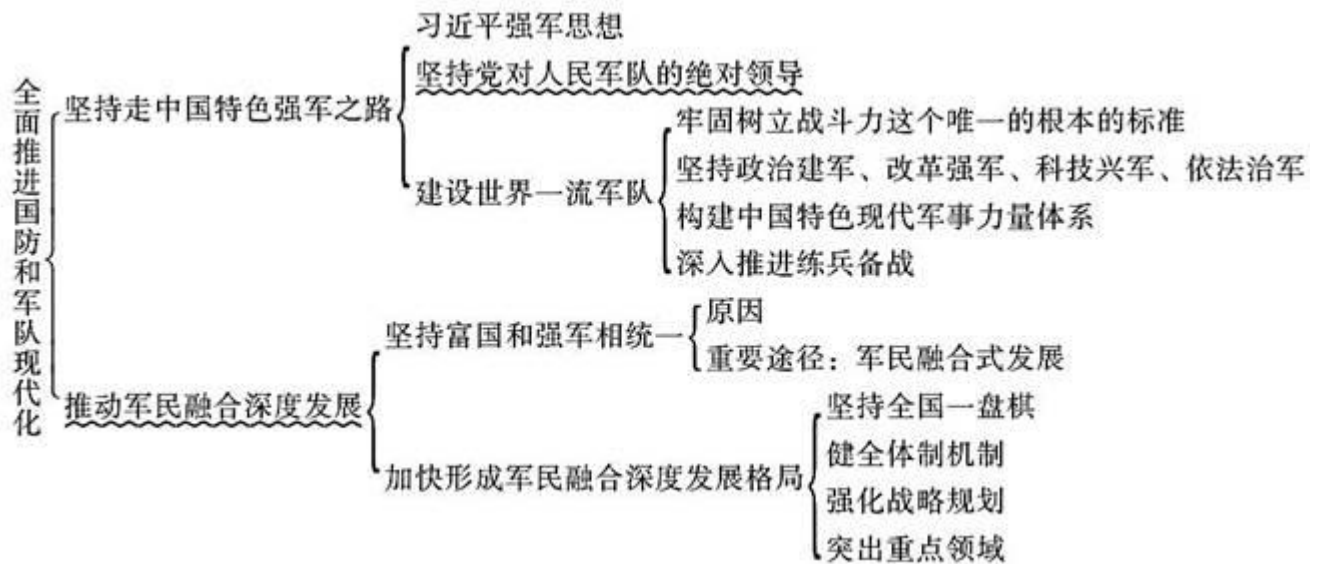 全面推进国防和军队现代化
坚持走中国特色强军之路
习近平强军思想
坚持党对人民军队的绝对领导
建设世界一流军队
牢固树立战斗力这个唯一的根本的标准
坚持政治建军、改革强军、科技兴军、依法治军
构建中国特色现代军事力量体系
深入推进练兵备战
推动军民融合深度发展
坚持富国和强军相统一
原因
重要途径：军民融合式发展
加快形成军民融合深度发展格局
坚持全国一盘棋
健全体制机制
强化战略规划
突出重点领域